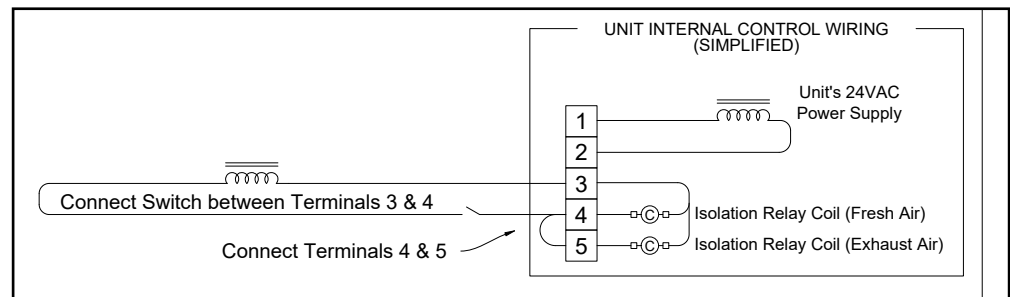 UNIT INTERNAL CONTROL WIRING
(SIMPLIFIED)
Unit's 24VAC
Power Supply
1
2
3
4
5
Connect Switch between Terminals 3 & 4
Connect Terminals 4 & 5
C
Isolation Relay Coil (Fresh Air)
C
Isolation Relay Coil (Exhaust Air)